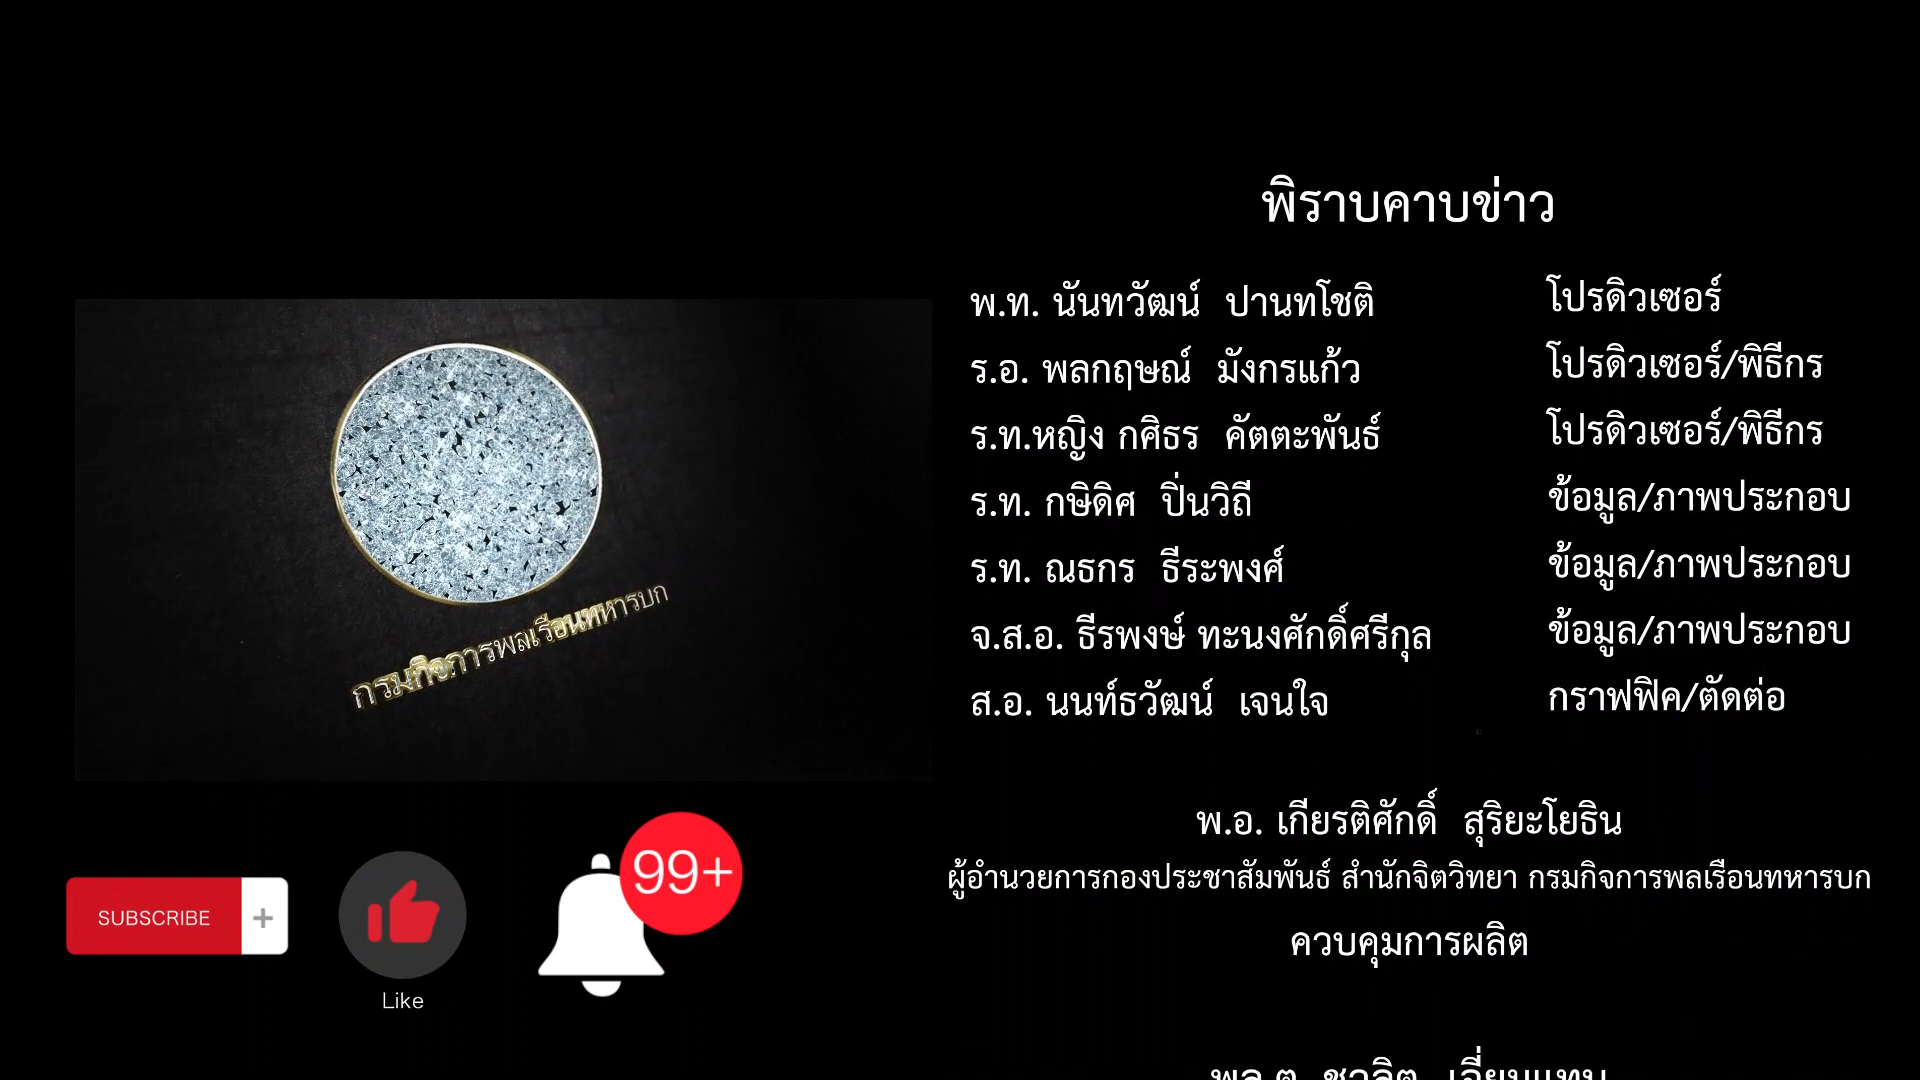 พิราบคาบข่าว
พ.ท. นันทวัฒน์ ปานทโชติ โปรดิวเซอร์
ร.อ. พลกฤษณ์ มังกรแก้ว โปรดิวเซอร์/พิธีกร
ร.ท.หญิง กศิธร คัตตะพันธ์ โปรดิวเซอร์/พิธีกร
ร.ท. กษิดิศ ปิ่นวิถี ข้อมูล/ภาพประกอบ
ร.ท. ณธกร ธีระพงศ์ ข้อมูล/ภาพประกอบ
จ.ส.อ. ธีรพงษ์ ทะนงศักดิ์ศรีกุล ข้อมูล/ภาพประกอบ
ส.อ. นนท์ธวัฒน์ เจนใจ กราฟฟิค/ตัดต่อ
พ.อ. เกียรติศักดิ์ สุริยะโยธิน
ผู้อำนวยการกองประชาสัมพันธ์ สำนักจิตวิทยา กรมกิจการพลเรือนทหารบก
ควบคุมการผลิต
กรมกิจการพลเรือนทหารบก
SUBSCRIBE +
Like
99+